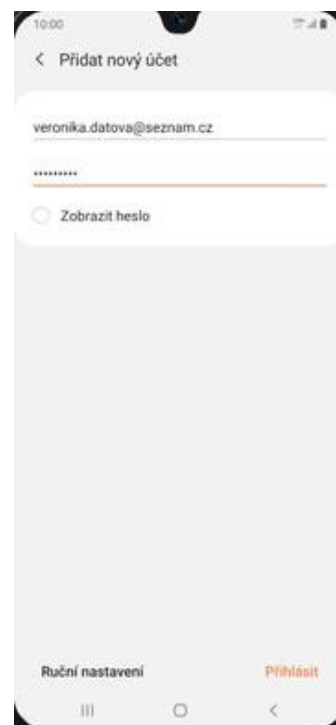 10:00
Přidat nový účet
veronika.datova@seznam.cz
•••••••••
Zobrazit heslo
Ruční nastavení
Přihlásit